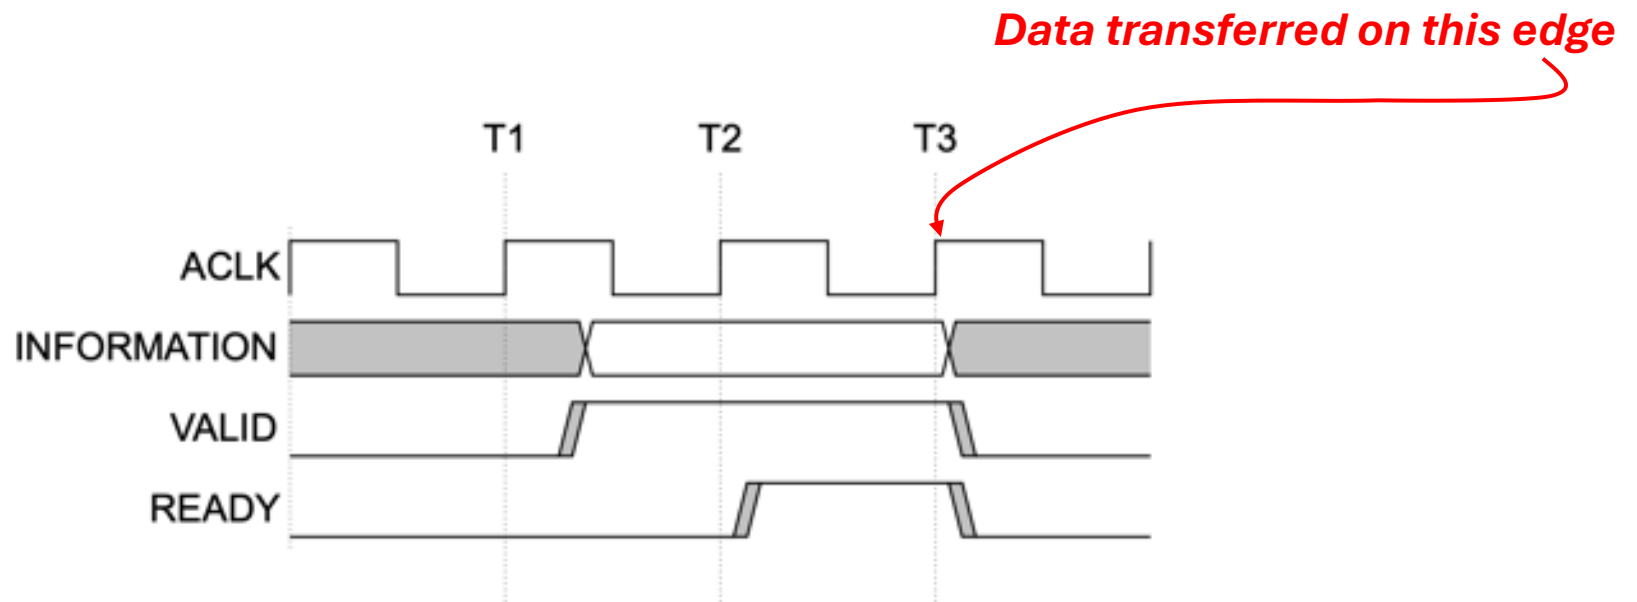 Data transferred on this edge
T1 T2 T3
ACLK
INFORMATION
VALID
READY